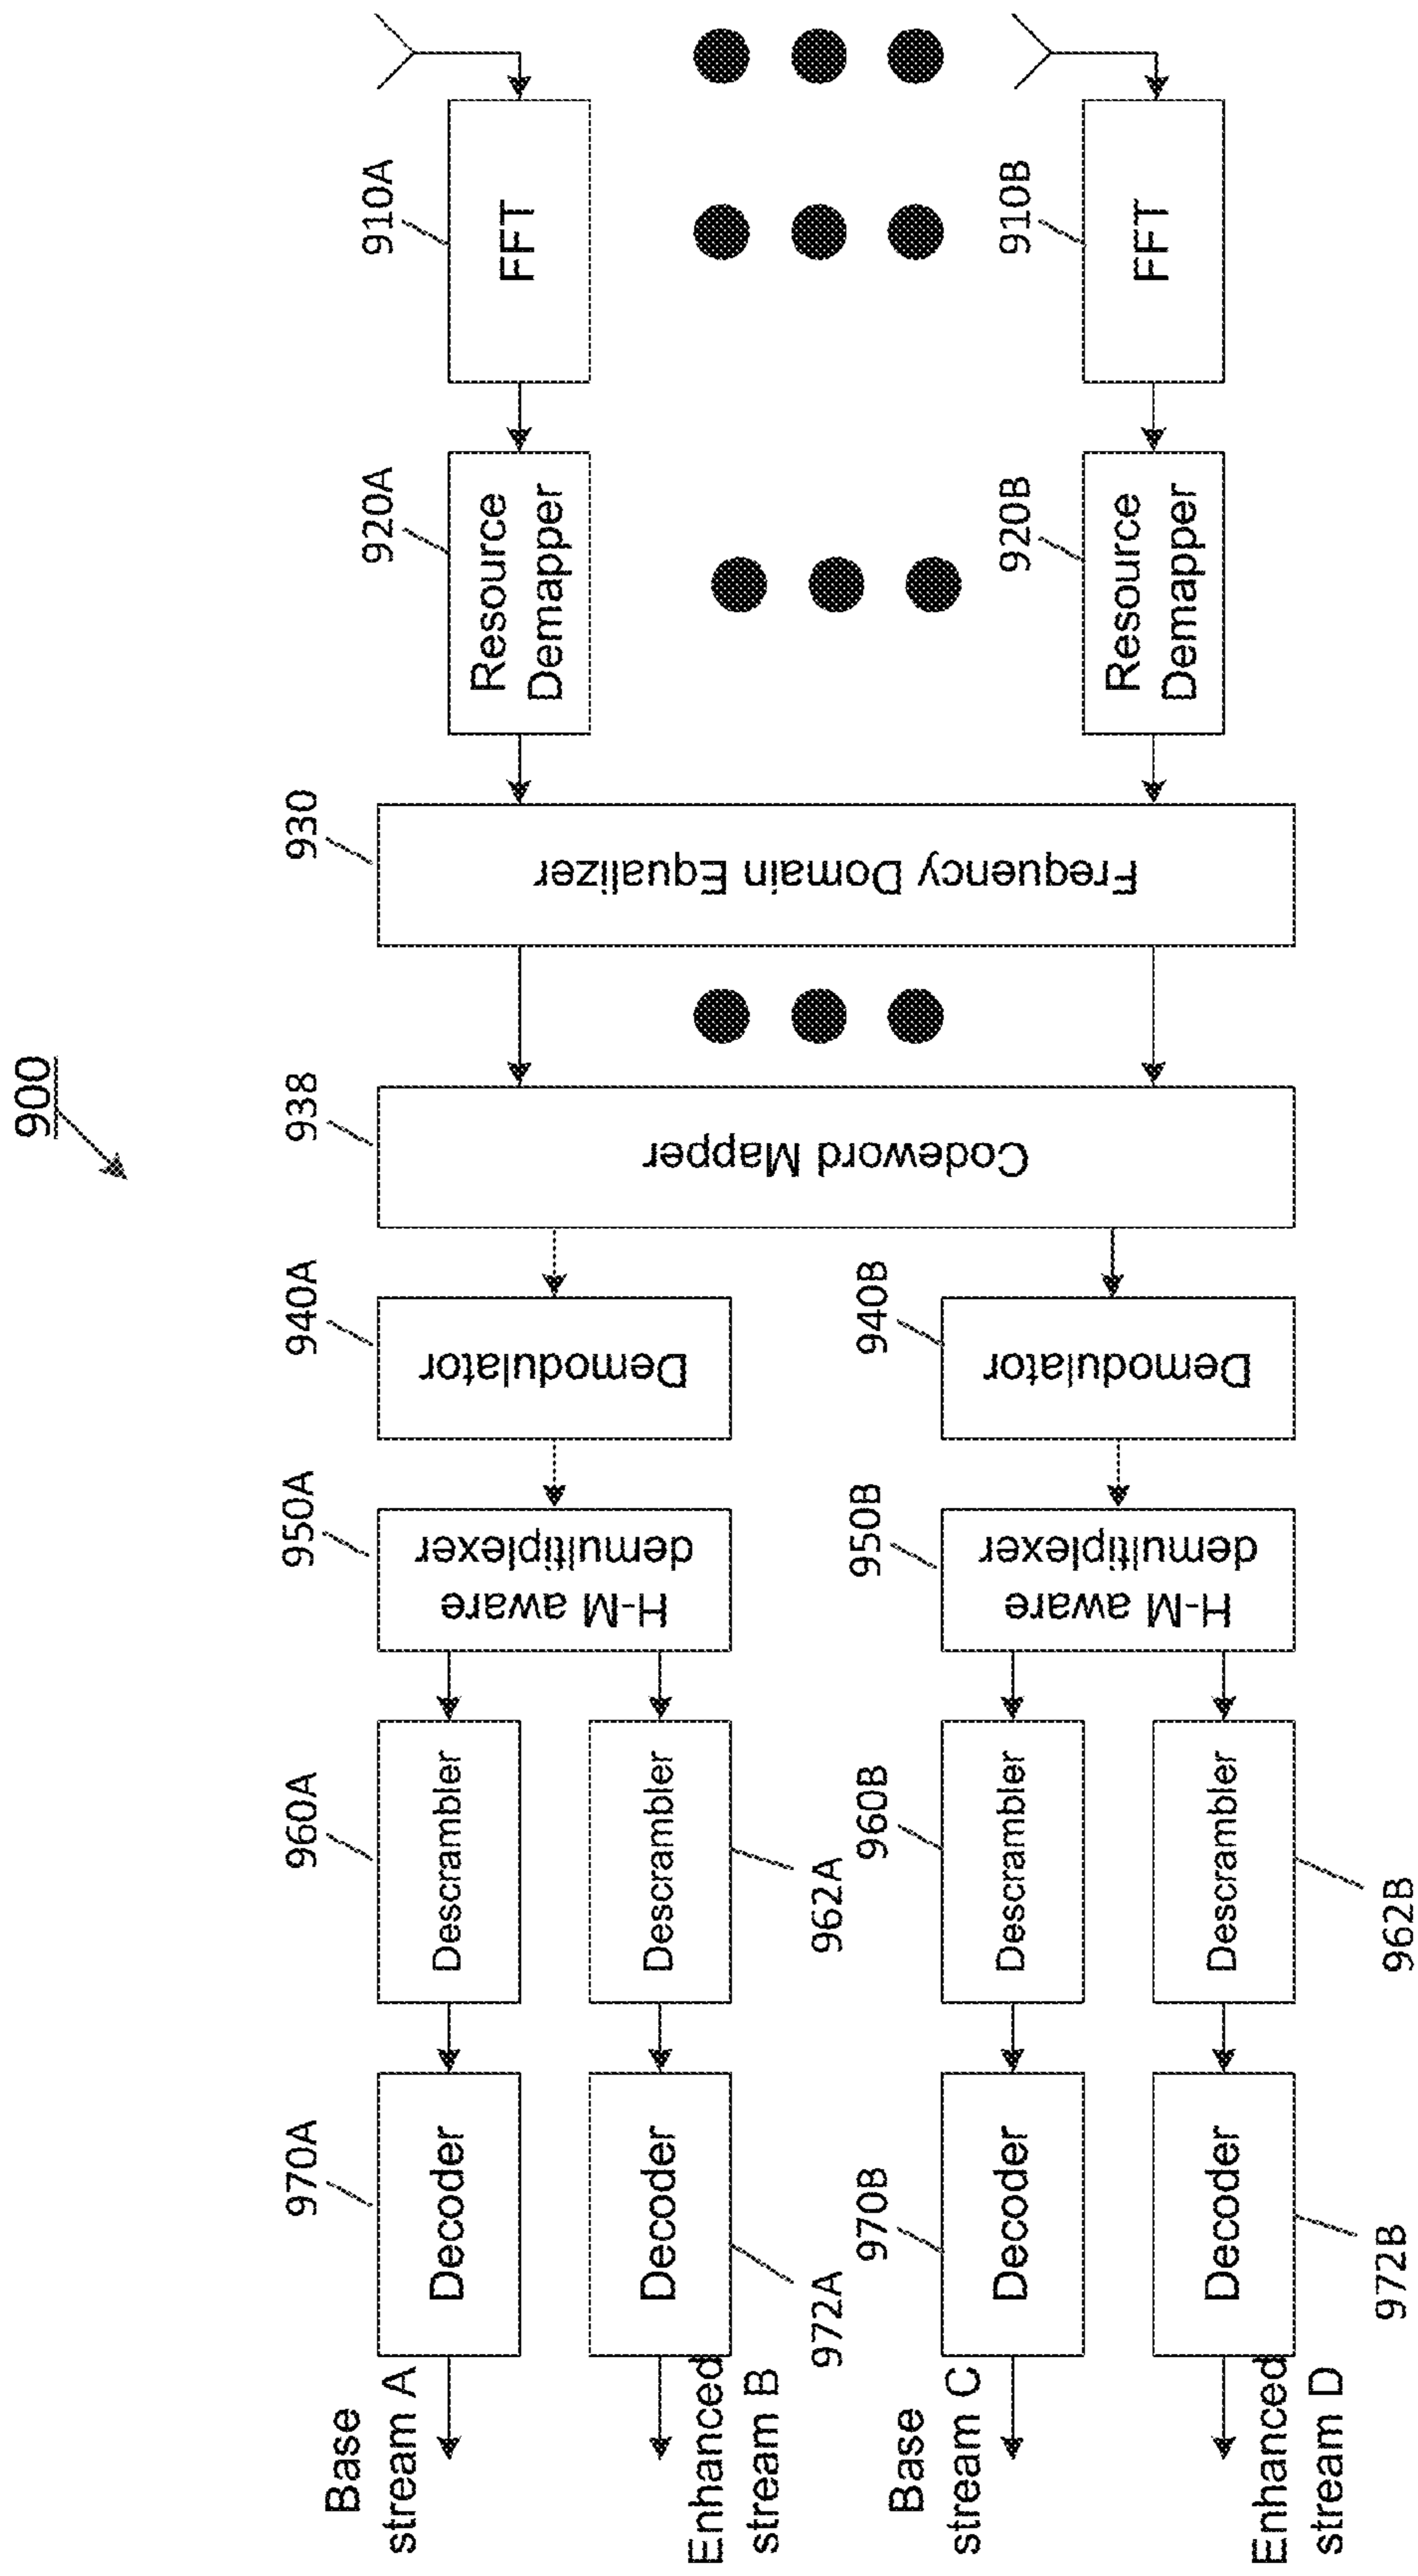 900
Base
stream A
970A
Decoder
960A
Descrambler
950A
H-M aware
demultiplexer
940A
Demodulator
938
Codeword Mapper
930
Frequency Domain Equalizer
920A
Resource
Demapper
910A
FFT
Enhanced
stream B
972A
Decoder
962A
Descrambler
Base
stream C
970B
Decoder
960B
Descrambler
950B
H-M aware
demultiplexer
940B
Demodulator
920B
Resource
Demapper
910B
FFT
Enhanced
stream D
972B
Decoder
962B
Descrambler